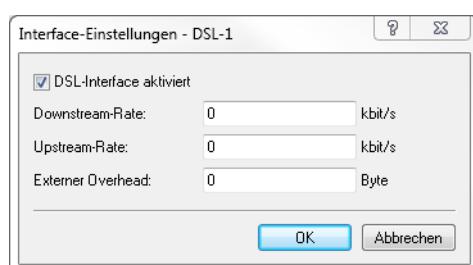 Interface-Einstellungen - DSL-1
DSL-Interface aktiviert
Downstream-Rate: 0 kbit/s
Upstream-Rate: 0 kbit/s
Externer Overhead: 0 Byte
OK Abbrechen